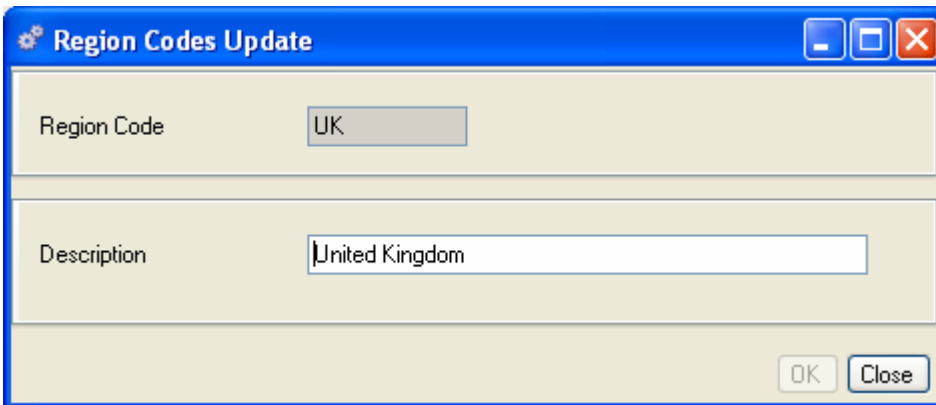 Region Codes Update
Region Code UK
Description United Kingdom
OK Close